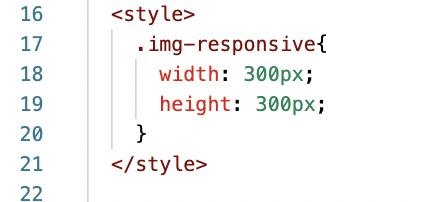 16 <style>
17 .img-responsive{
18 width: 300px;
19 height: 300px;
20 }
21 </style>
22